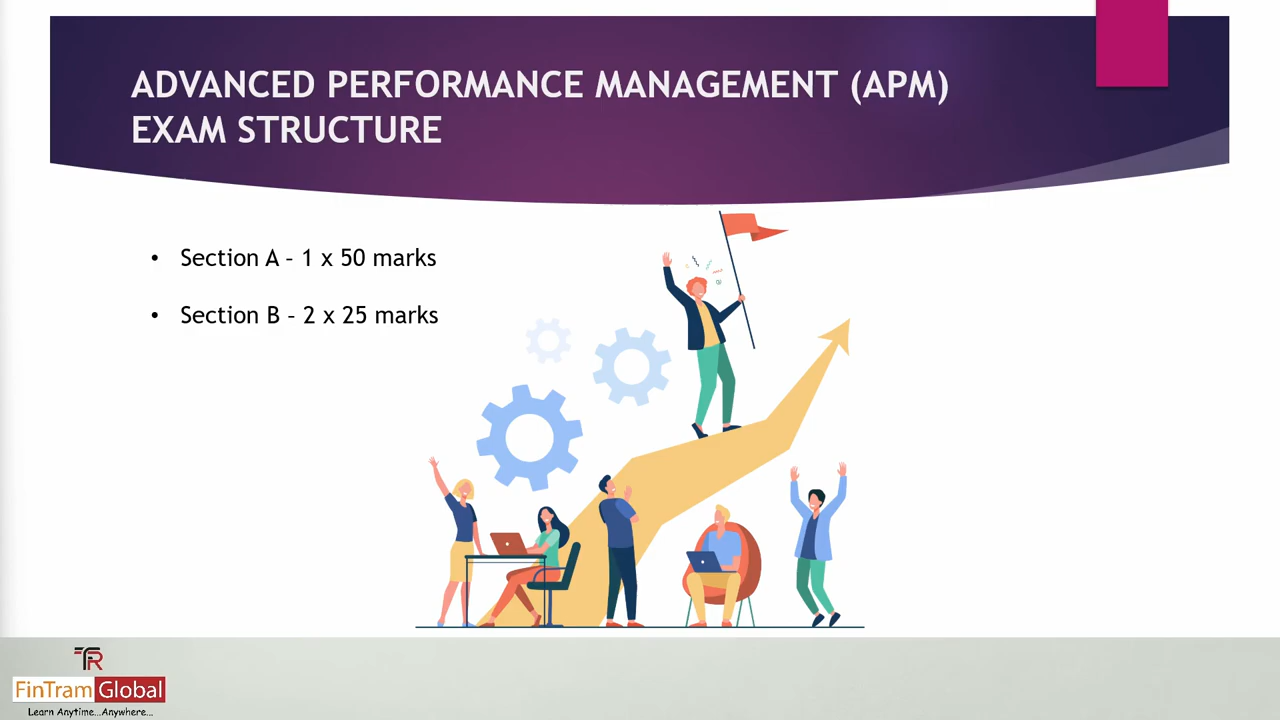 ADVANCED PERFORMANCE MANAGEMENT (APM)
EXAM STRUCTURE
• Section A – 1 x 50 marks
• Section B – 2 x 25 marks
TR
FinTram Global
Learn Anytime...Anywhere...